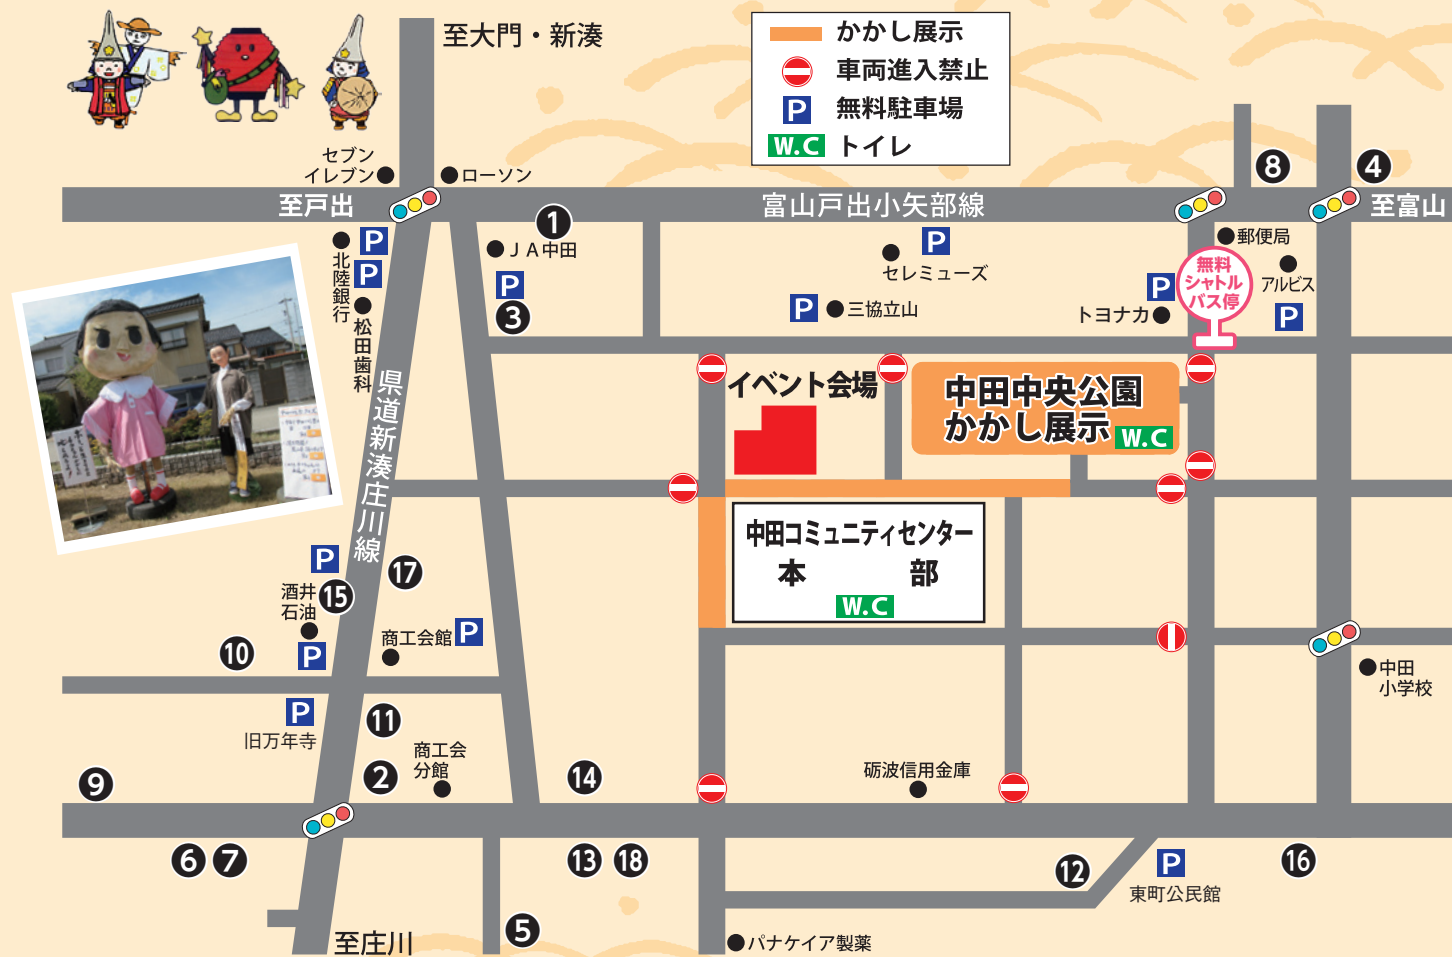 至大門・新湊
かかし展示
車両進入禁止
P
無料駐車場
W.C
トイレ
セブン
イレブン
ローソン
8
4
至戸出
富山戸出小矢部線
至富山
1
P
北陸銀行
P
松田歯科
JA中田
P
3
セレミューズ
P
P
三協立山
郵便局
無料
シャトル
バス停
アルビス
P
P
トヨナカ
イベント会場
中田中央公園
かかし展示
W.C
県道新湊庄川線
中田コミュニティセンター
本部
W.C
P
酒井
石油
15
17
P
商工会館
P
10
中田
小学校
P
旧万年寺
11
商工会
分館
2
9
14
砺波信用金庫
6
7
13
18
12
P
東町公民館
16
5
至庄川
パナケイア製薬